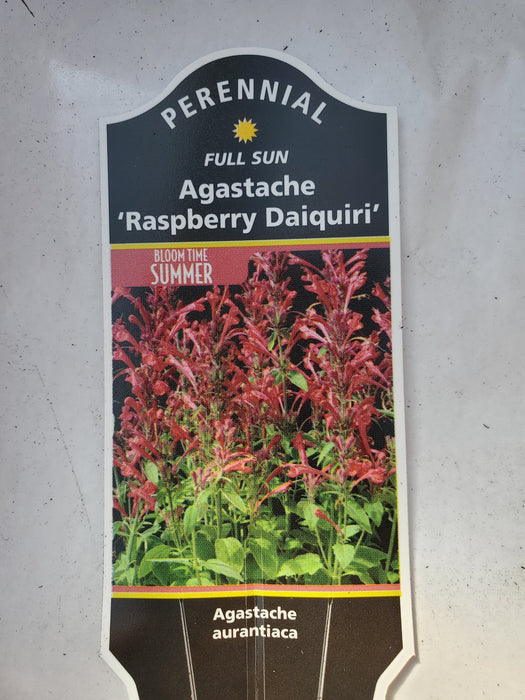 PERENNIAL
FULL SUN
Agastache
‘Raspberry Daiquiri’
BLOOM TIME
SUMMER
Agastache
aurantiaca